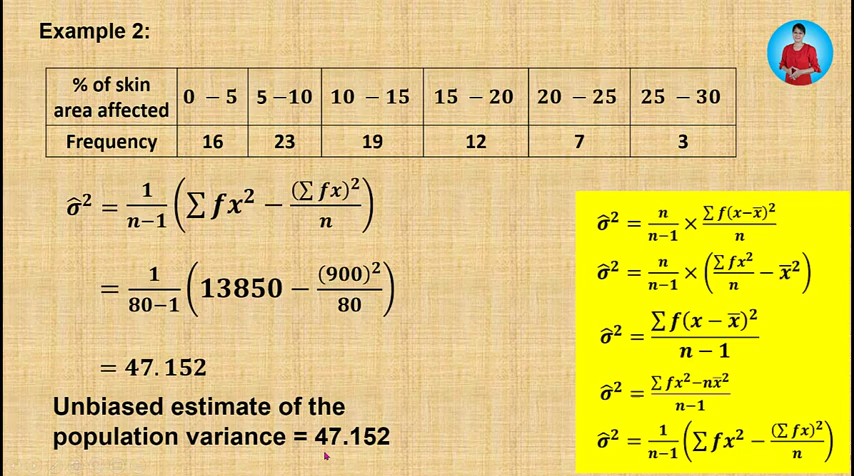 Example 2:
% of skin area affected 0 – 5 5 –10 10 – 15 15 – 20 20 – 25 25 – 30
Frequency 16 23 19 12 7 3
σ̂² = 1/(n−1) (∑ fx² − (∑ fx)²/n)
= 1/(80−1) (13850 − (900)²/80)
= 47.152
Unbiased estimate of the
population variance = 47.152
σ̂² = n/(n−1) × ∑ f(x−x̅)²/n
σ̂² = n/(n−1) × (∑ fx²/n − x̅²)
σ̂² = ∑ f(x − x̅)²/(n − 1)
σ̂² = (∑ fx²−nx̅²)/(n−1)
σ̂² = 1/(n−1) (∑ fx² − (∑ fx)²/n)